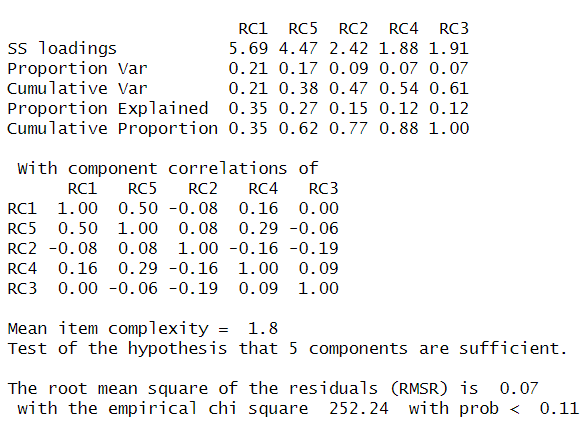 RC1 RC5 RC2 RC4 RC3
SS loadings 5.69 4.47 2.42 1.88 1.91
Proportion Var 0.21 0.17 0.09 0.07 0.07
Cumulative Var 0.21 0.38 0.47 0.54 0.61
Proportion Explained 0.35 0.27 0.15 0.12 0.12
Cumulative Proportion 0.35 0.62 0.77 0.88 1.00
With component correlations of
RC1 RC5 RC2 RC4 RC3
RC1 1.00 0.50 -0.08 0.16 0.00
RC5 0.50 1.00 0.08 0.29 -0.06
RC2 -0.08 0.08 1.00 -0.16 -0.19
RC4 0.16 0.29 -0.16 1.00 0.09
RC3 0.00 -0.06 -0.19 0.09 1.00
Mean item complexity = 1.8
Test of the hypothesis that 5 components are sufficient.
The root mean square of the residuals (RMSR) is 0.07
with the empirical chi square 252.24 with prob < 0.11